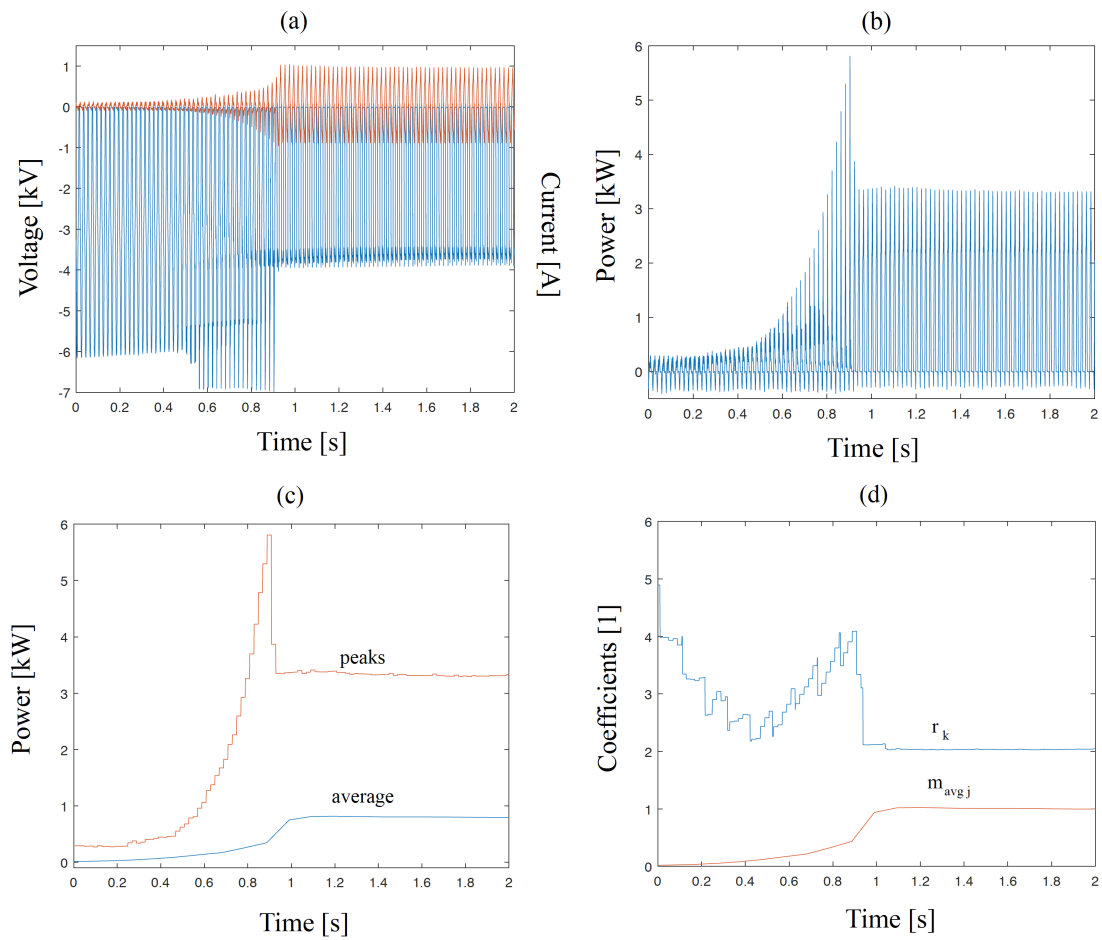 (a)
1
0
-1
-2
-3
-4
-5
-6
-7
Voltage [kV]
Current [A]
0 0.2 0.4 0.6 0.8 1 1.2 1.4 1.6 1.8 2
Time [s]
(b)
6
5
4
3
2
1
0
Power [kW]
0 0.2 0.4 0.6 0.8 1 1.2 1.4 1.6 1.8 2
Time [s]
(c)
6
5
4
3
2
1
0
Power [kW]
peaks
average
0 0.2 0.4 0.6 0.8 1 1.2 1.4 1.6 1.8 2
Time [s]
(d)
6
5
4
3
2
1
0
Coefficients [1]
r k
m avg j
0 0.2 0.4 0.6 0.8 1 1.2 1.4 1.6 1.8 2
Time [s]